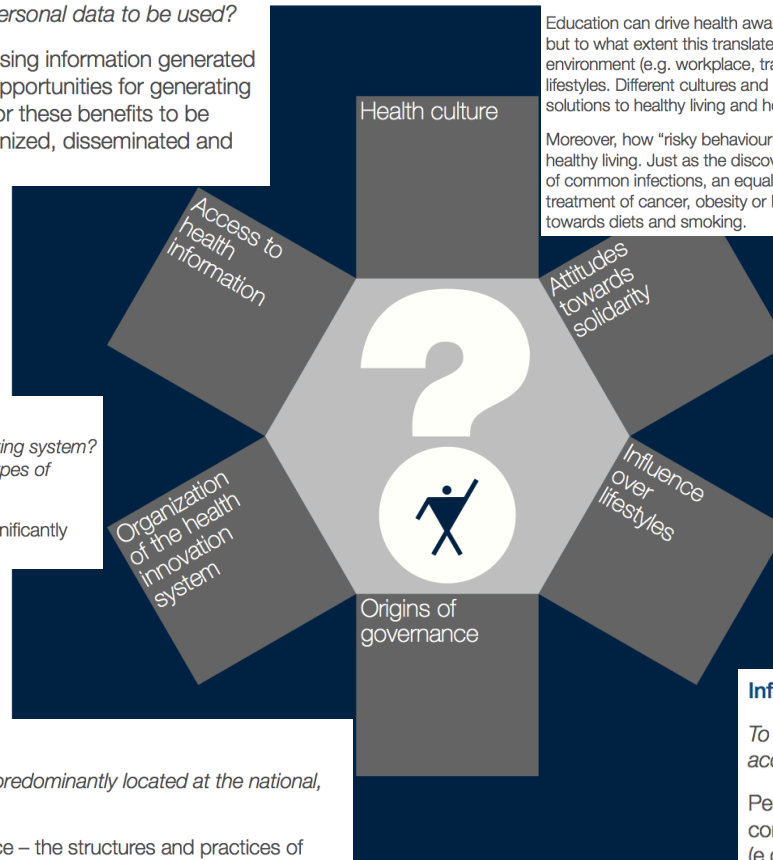 ersonal data to be used?
sing information generated
pportunities for generating
or these benefits to be
nized, disseminated and
Education can drive health awa
but to what extent this translate
environment (e.g. workplace, tra
lifestyles. Different cultures and
solutions to healthy living and he
Moreover, how “risky behaviour
healthy living. Just as the discov
of common infections, an equal
treatment of cancer, obesity or
towards diets and smoking.
Health culture
Access to
health
information
Attitudes
towards
solidarity
?
ing system?
pes of
nificantly
Influence
over
lifestyles
Organization
of the health
innovation
system
Origins of
governance
Inf
To
acc
Pe
con
(e.g
predominantly located at the national,
ce – the structures and practices of